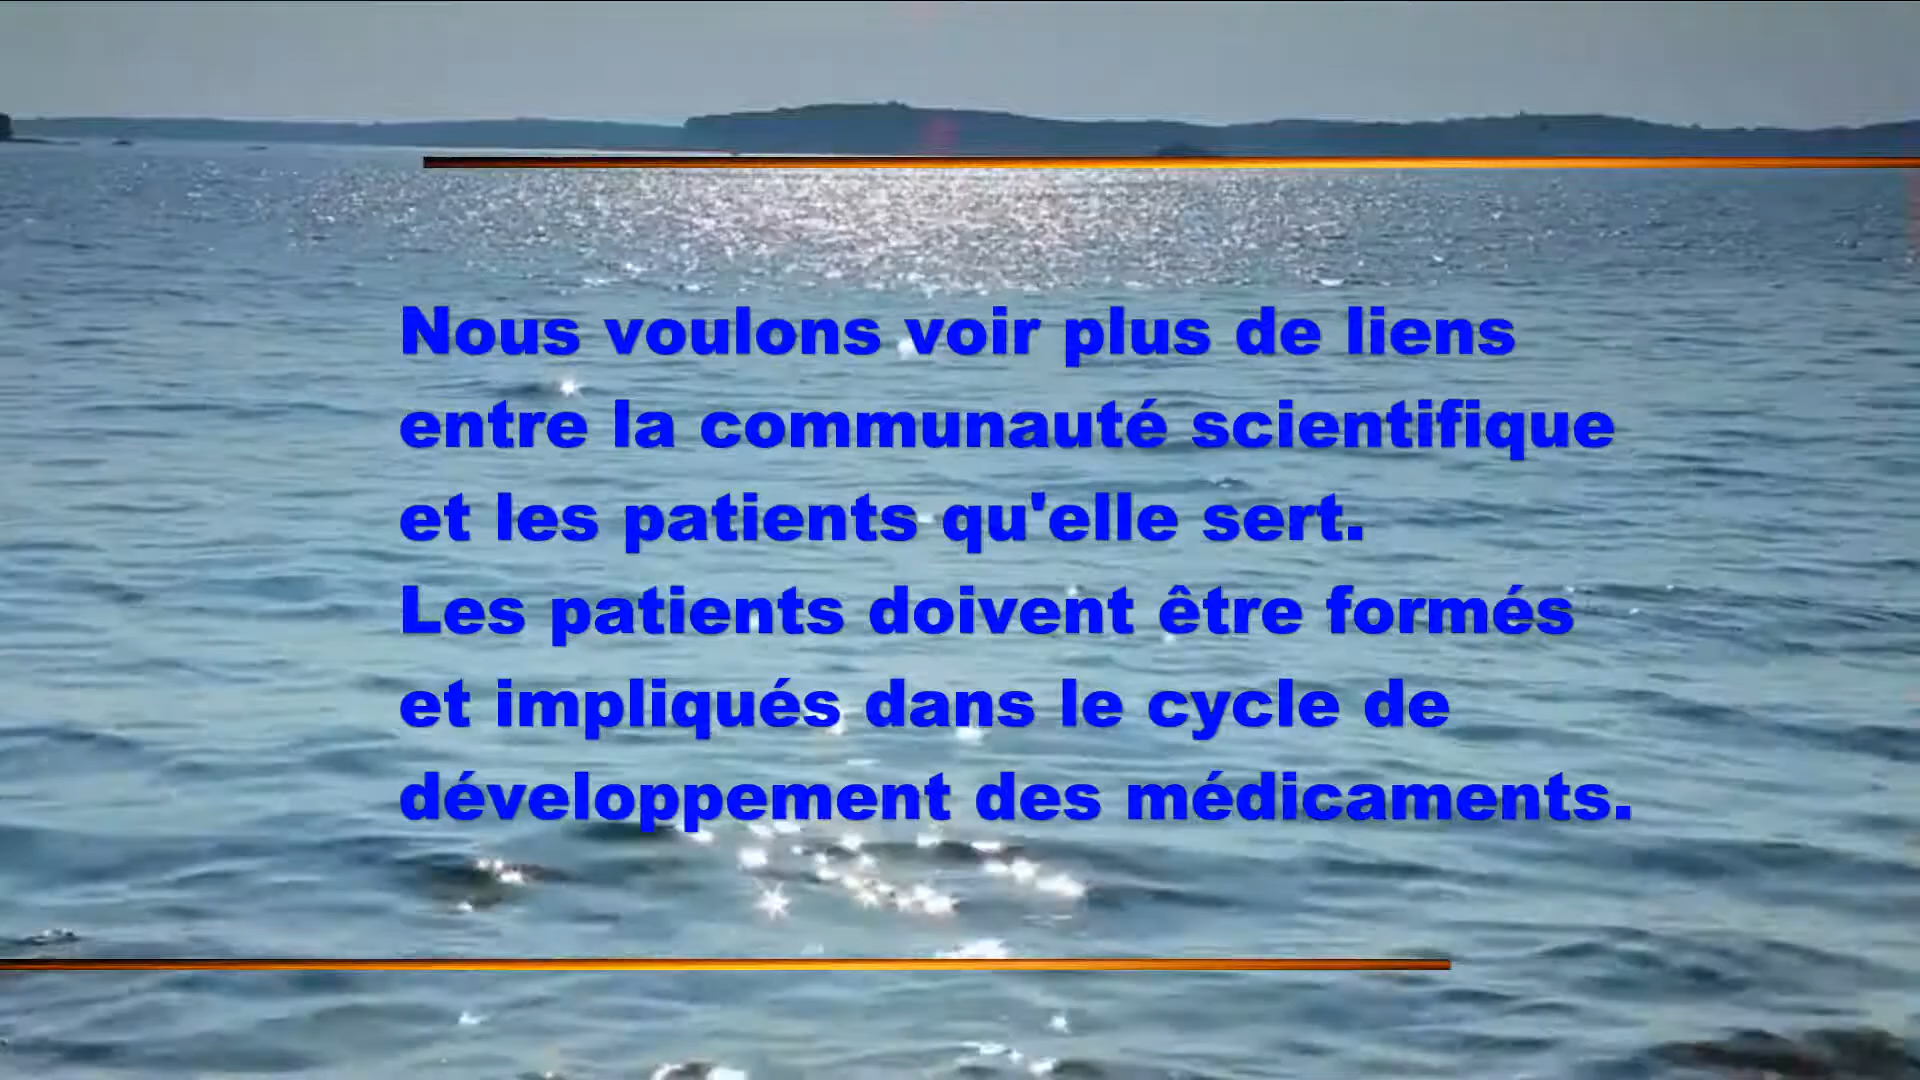 Nous voulons voir plus de liens
entre la communauté scientifique
et les patients qu'elle sert.
Les patients doivent être formés
et impliqués dans le cycle de
développement des médicaments.